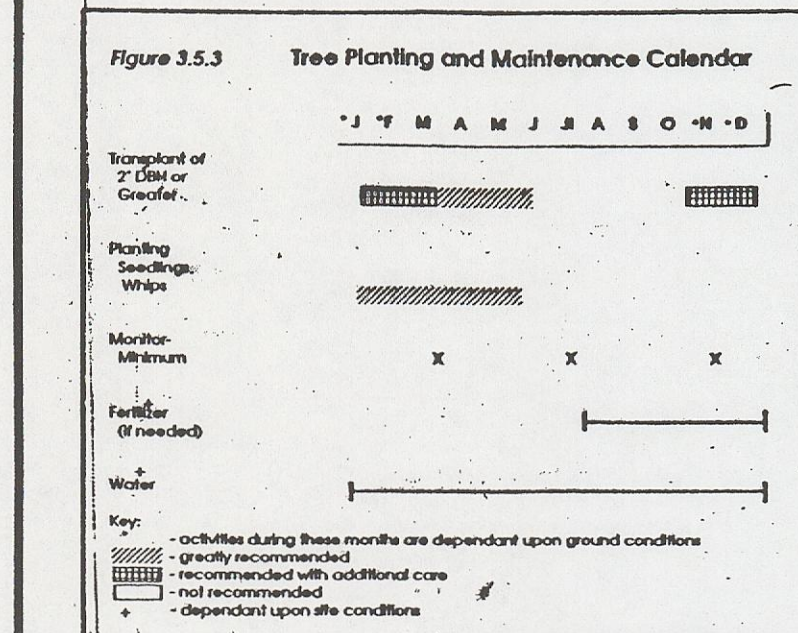 Figure 3.5.3 Tree Planting and Maintenance Calendar
*J *F M A M J Jl A S O *N *D
Transplant of
2" DBM or
Greater
Planting
Seedlings
Whips
x x x
Monitor-
Minimum
Fertilizer +
(if needed)
Water +
Key:
* - activities during these months are dependant upon ground conditions
- greatly recommended
- recommended with additional care
- not recommended
+ - dependant upon site conditions